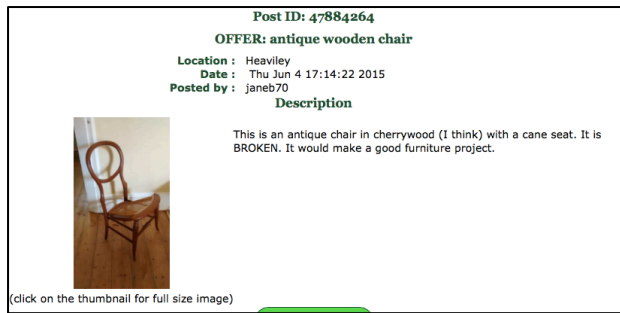 Post ID: 47884264
OFFER: antique wooden chair
Location : Heaviley
Date : Thu Jun 4 17:14:22 2015
Posted by : janeb70
Description
This is an antique chair in cherrywood (I think) with a cane seat. It is
BROKEN. It would make a good furniture project.
(click on the thumbnail for full size image)